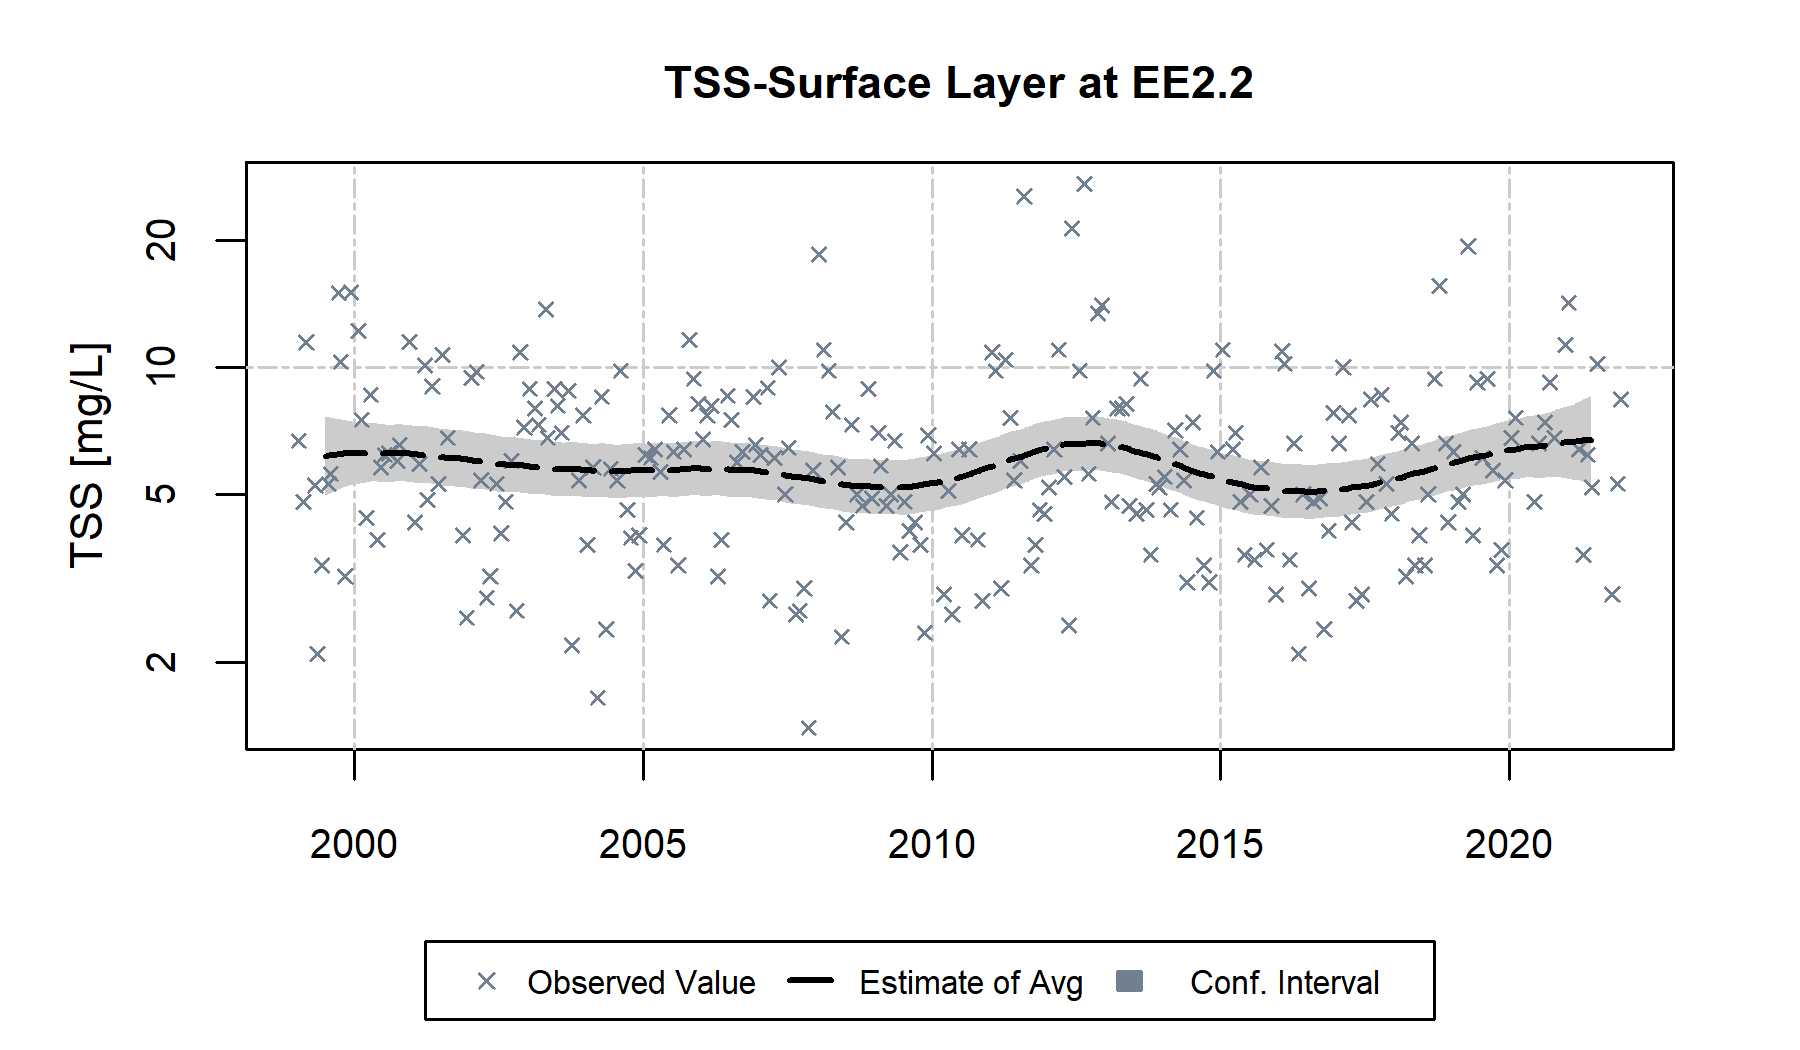 TSS-Surface Layer at EE2.2
TSS [mg/L]
20
10
5
2
2000 2005 2010 2015 2020
Observed Value Estimate of Avg Conf. Interval